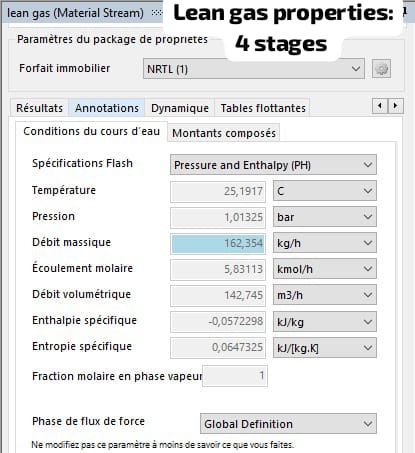 lean gas (Material Stream)
Lean gas properties:
4 stages
Paramètres du package de propriétés
Forfait immobilier NRTL (1)
Résultats Annotations Dynamique Tables flottantes
Conditions du cours d'eau Montants composés
Spécifications Flash Pressure and Enthalpy (PH)
Température 25,1917 C
Pression 1,01325 bar
Débit massique 162,354 kg/h
Écoulement molaire 5,83113 kmol/h
Débit volumétrique 142,745 m3/h
Enthalpie spécifique -0,0572298 kJ/kg
Entropie spécifique 0,0647325 kJ/[kg.K]
Fraction molaire en phase vapeur 1
Phase de flux de force Global Definition
Ne modifiez pas ce paramètre à moins de savoir ce que vous faites.